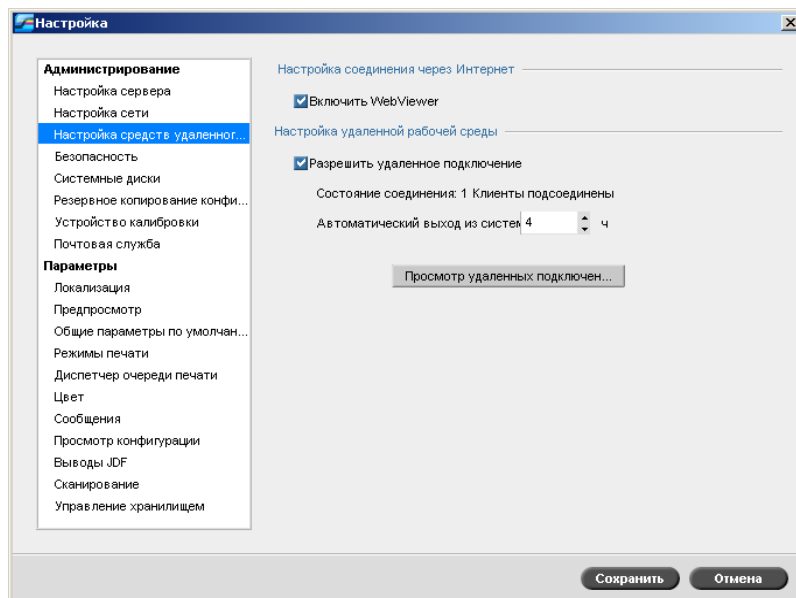 Настройка
Администрирование
Настройка сервера
Настройка сети
Настройка средств удаленног...
Безопасность
Системные диски
Резервное копирование конфи...
Устройство калибровки
Почтовая служба
Параметры
Локализация
Предпросмотр
Общие параметры по умолчан...
Режимы печати
Диспетчер очереди печати
Цвет
Сообщения
Просмотр конфигурации
Выводы JDF
Сканирование
Управление хранилищем
Настройка соединения через Интернет
Включить WebViewer
Настройка удаленной рабочей среды
Разрешить удаленное подключение
Состояние соединения: 1 Клиенты подсоединены
Автоматический выход из систем 4 ч
Просмотр удаленных подключен...
Сохранить
Отмена